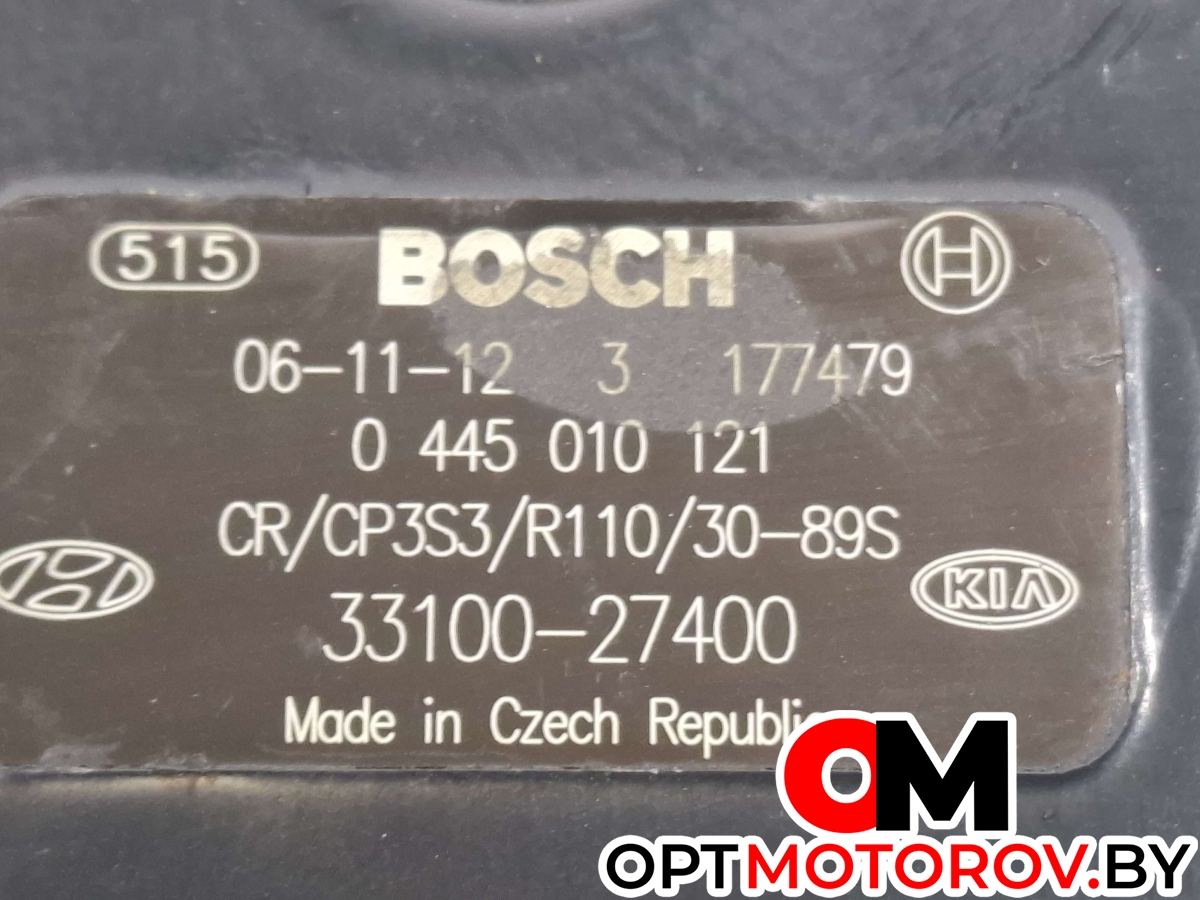 515 BOSCH
06-11-12 3 177479
0 445 010 121
CR/CP3S3/R110/30-89S
KIA
33100-27400
Made in Czech Republic
OM
OPTMOTOROV.BY